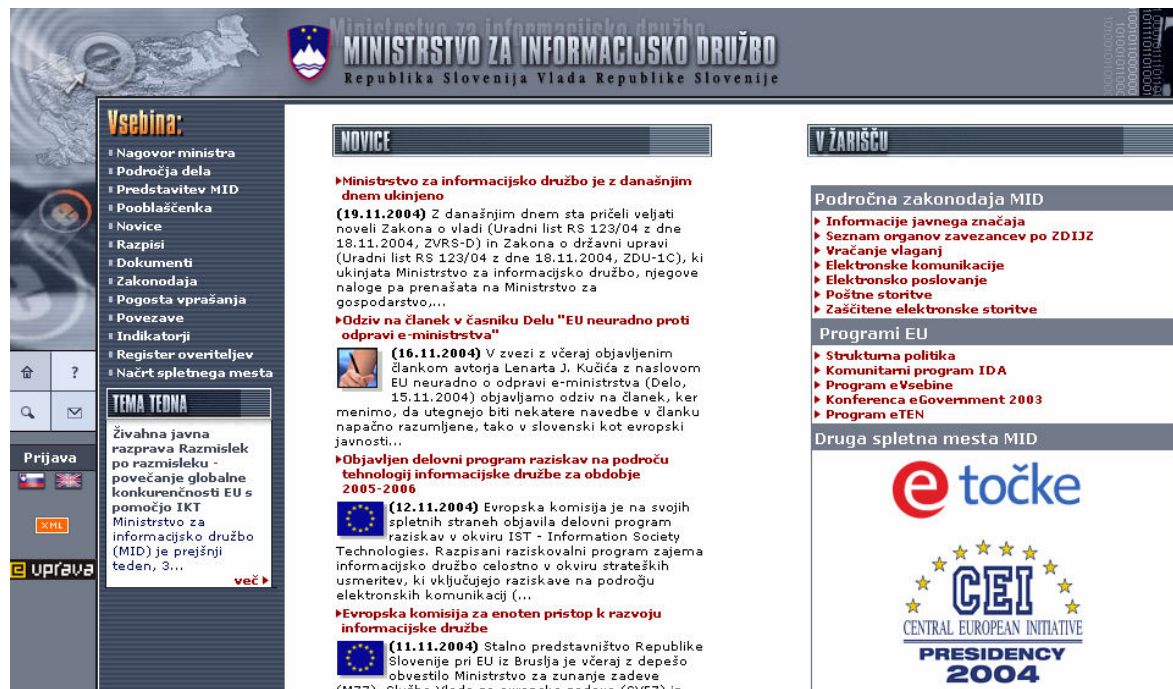 Ministrstvo za informacijsko družbo
MINISTRSTVO ZA INFORMACIJSKO DRUŽBO
Republika Slovenija Vlada Republike Slovenije
Vsebina:
Nagovor ministra
Področja dela
Predstavitev MID
Pooblaščenka
Novice
Razpisi
Dokumenti
Zakonodaja
Pogosta vprašanja
Povezave
Indikatorji
Register overiteljev
Načrt spletnega mesta
?
Prijava
XML
e uprava
TEMA TEDNA
Živahna javna
razprava Razmislek
po razmisleku -
povečanje globalne
konkurenčnosti EU s
pomočjo IKT
Ministrstvo za
informacijsko družbo
(MID) je prejšnji
teden, 3...
več
NOVICE
Ministrstvo za informacijsko družbo je z današnjim
dnem ukinjeno
(19.11.2004) Z današnjim dnem sta pričeli veljati
noveli Zakona o vladi (Uradni list RS 123/04 z dne
18.11.2004, ZVRS-D) in Zakona o državni upravi
(Uradni list RS 123/04 z dne 18.11.2004, ZDU-1C), ki
ukinjata Ministrstvo za informacijsko družbo, njegove
naloge pa prenašata na Ministrstvo za
gospodarstvo,...
Odziv na članek v časniku Delu "EU neuradno proti
odpravi e-ministrstva"
(16.11.2004) V zvezi z včeraj objavljenim
člankom avtorja Lenarta J. Kučića z naslovom
EU neuradno o odpravi e-ministrstva (Delo,
15.11.2004) objavljamo odziv na članek, ker
menimo, da utegnejo biti nekatere navedbe v članku
napačno razumljene, tako v slovenski kot evropski
javnosti...
Objavljen delovni program raziskav na področu
tehnologij informacijske družbe za obdobje
2005-2006
(12.11.2004) Evropska komisija je na svojih
spletnih straneh objavila delovni program
raziskav v okviru IST - Information Society
Technologies. Razpisani raziskovalni program zajema
informacijsko družbo celostno v okviru strateških
usmeritev, ki vključujejo raziskave na področju
elektronskih komunikacij (...
Evropska komisija za enoten pristop k razvoju
informacijske družbe
(11.11.2004) Stalno predstavništvo Republike
Slovenije pri EU iz Bruslja je včeraj z depešo
obvestilo Ministrstvo za zunanje zadeve
(MZZ), Službo Vlade za evropske zadeve (SVEZ) in
V ŽARIŠČU
Področna zakonodaja MID
Informacije javnega značaja
Seznam organov zavezancev po ZDIJZ
Vračanje vlaganj
Elektronske komunikacije
Elektronsko poslovanje
Poštne storitve
Zaščitene elektronske storitve
Programi EU
Strukturna politika
Komunitarni program IDA
Program eVsebine
Konferenca eGovernment 2003
Program eTEN
Druga spletna mesta MID
e točke
CEI
CENTRAL EUROPEAN INITIATIVE
PRESIDENCY
2004